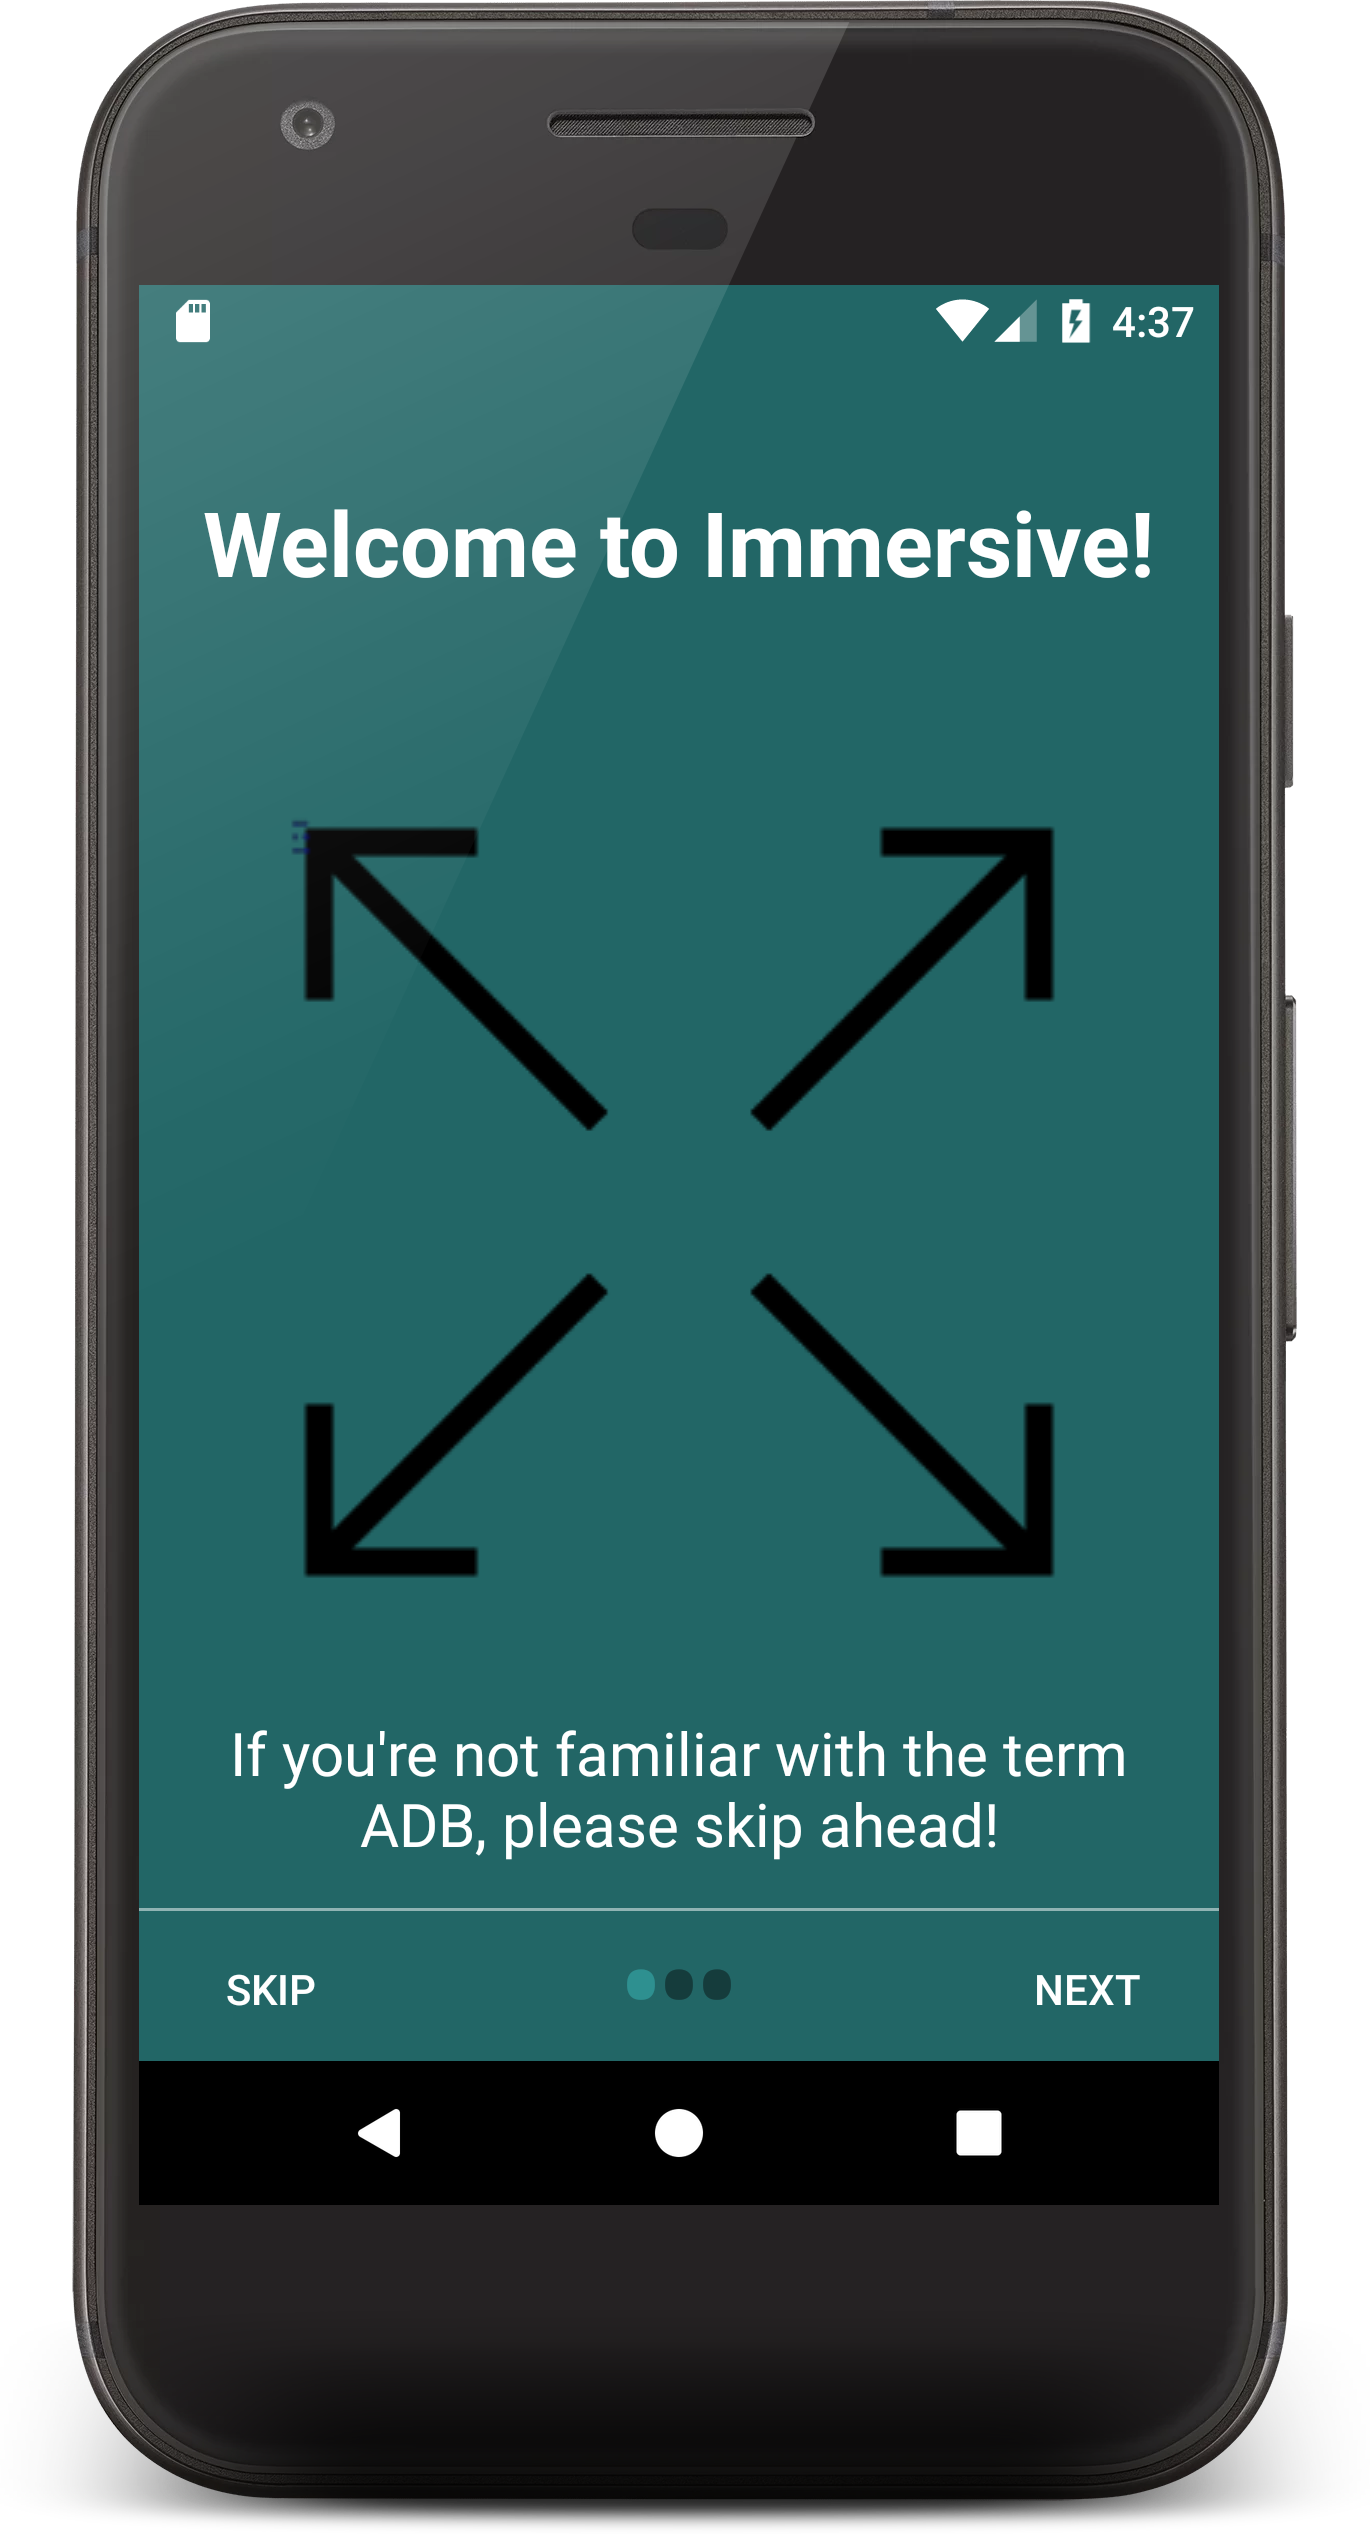 4:37
Welcome to Immersive!
If you're not familiar with the term
ADB, please skip ahead!
SKIP
NEXT